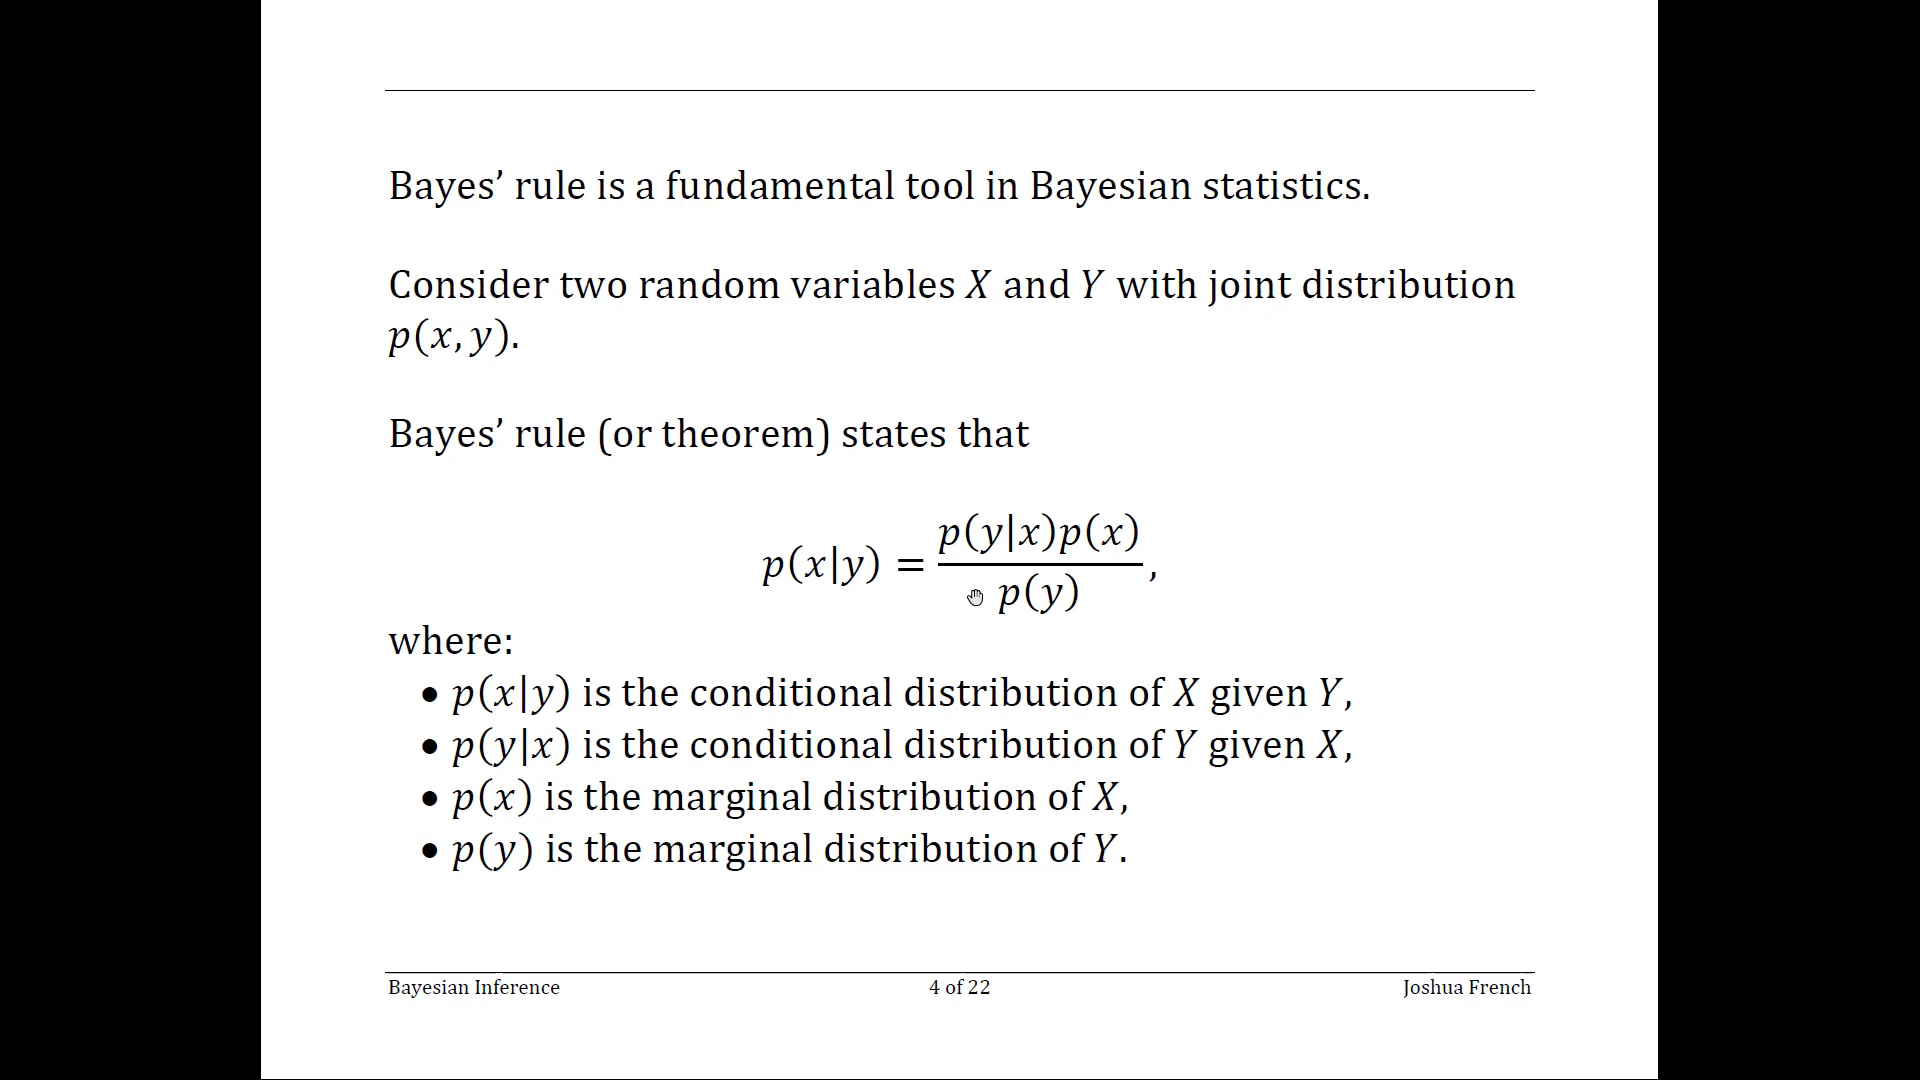 Bayes’ rule is a fundamental tool in Bayesian statistics.
Consider two random variables X and Y with joint distribution
p(x, y).
Bayes’ rule (or theorem) states that
p(x|y) = p(y|x)p(x) / p(y),
where:
• p(x|y) is the conditional distribution of X given Y,
• p(y|x) is the conditional distribution of Y given X,
• p(x) is the marginal distribution of X,
• p(y) is the marginal distribution of Y.
Bayesian Inference 4 of 22 Joshua French